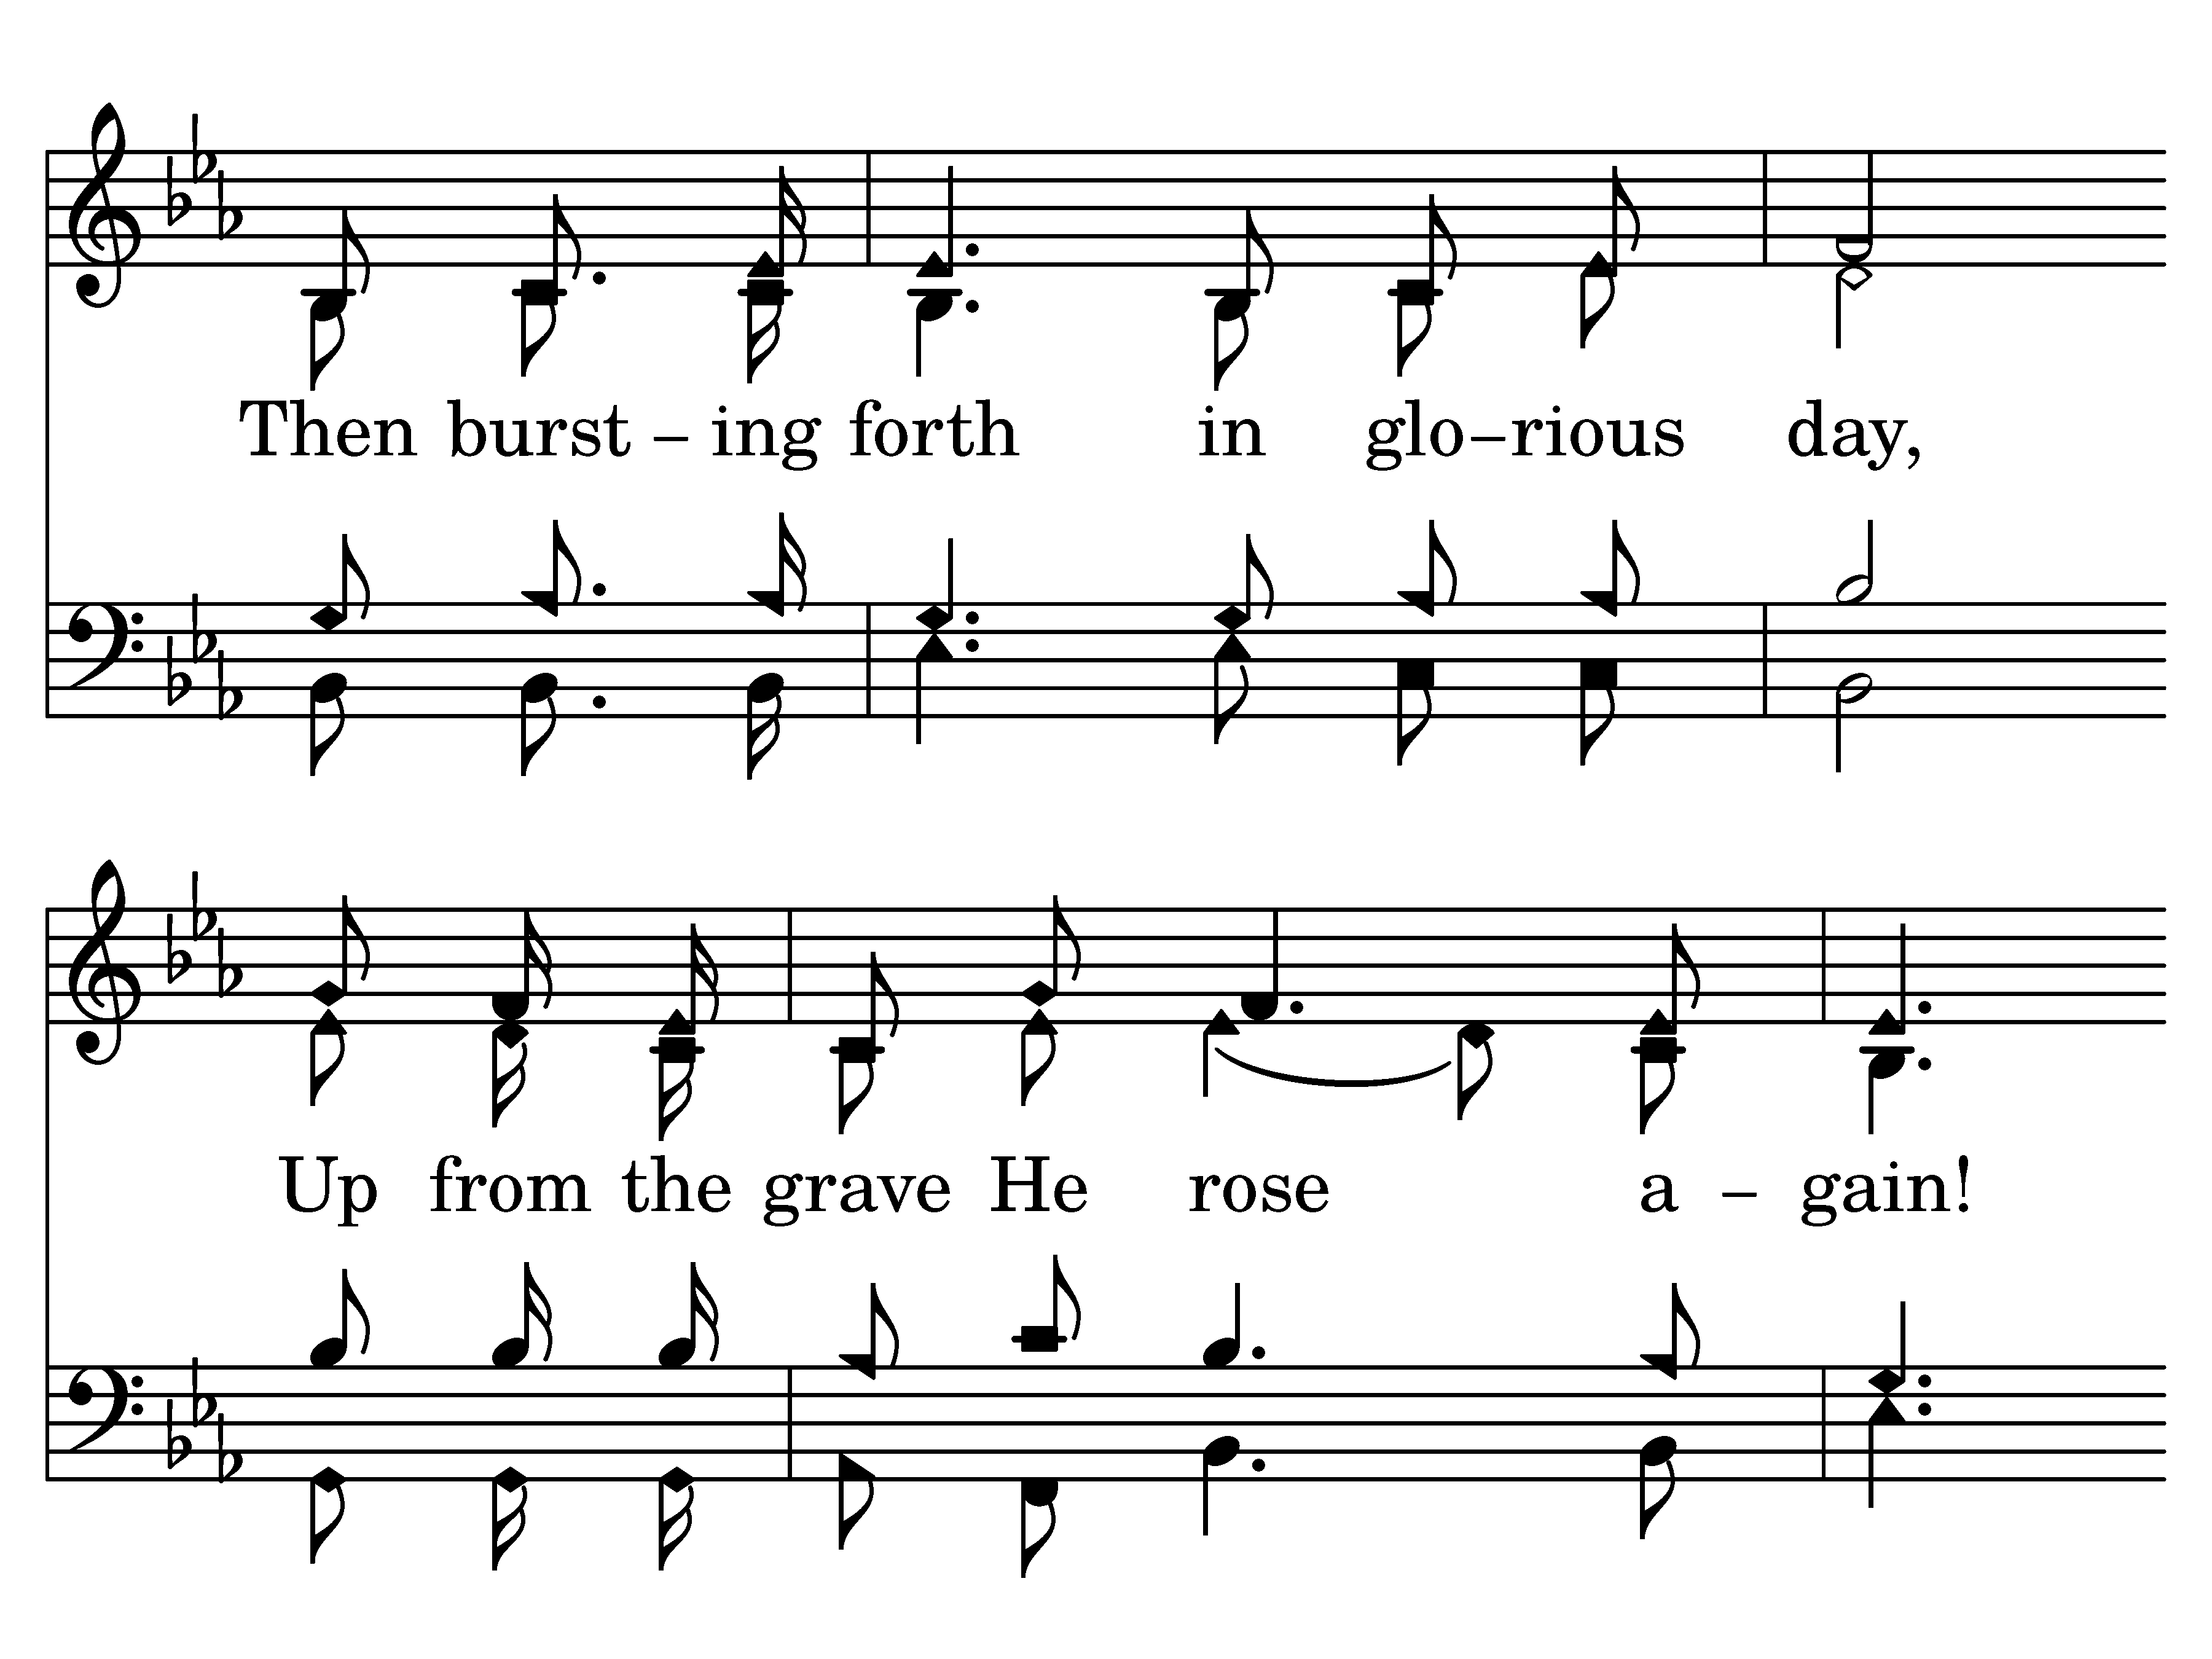 Then burst – ing forth in glo–rious day,
Up from the grave He rose a – gain!